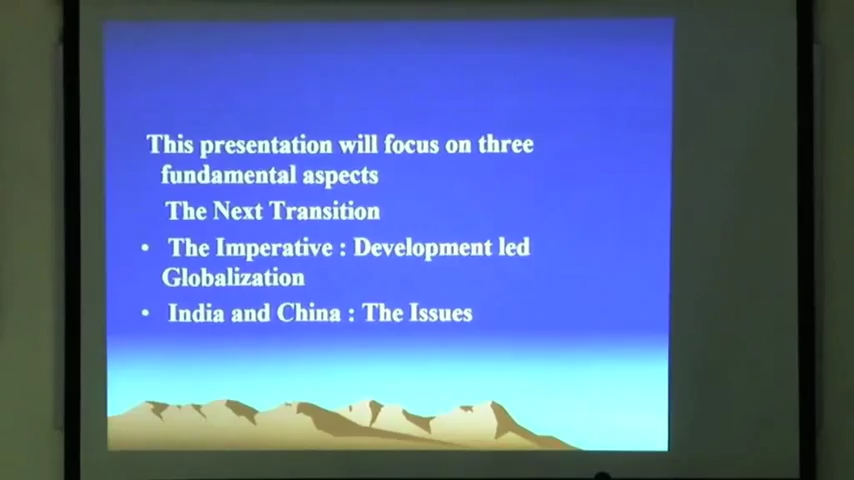 This presentation will focus on three
fundamental aspects
The Next Transition
• The Imperative : Development led
Globalization
• India and China : The Issues